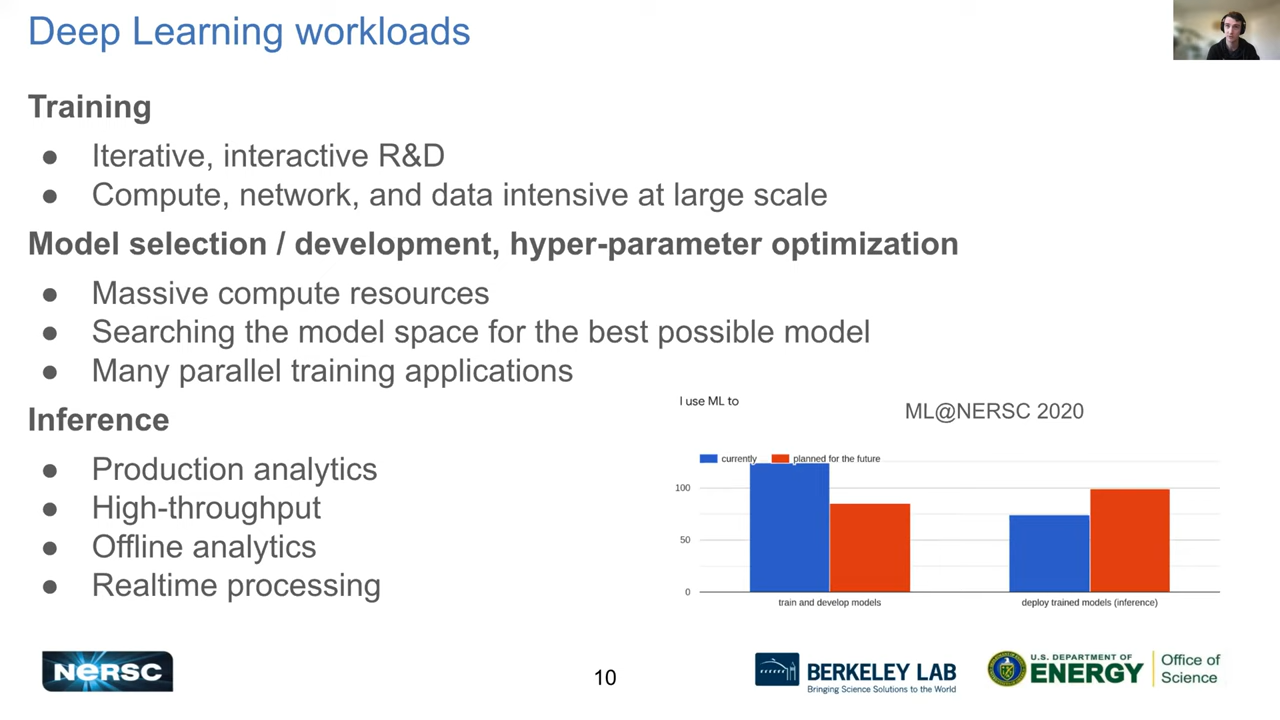 Deep Learning workloads
Training
● Iterative, interactive R&D
● Compute, network, and data intensive at large scale
Model selection / development, hyper-parameter optimization
● Massive compute resources
● Searching the model space for the best possible model
● Many parallel training applications
Inference
● Production analytics
● High-throughput
● Offline analytics
● Realtime processing
I use ML to
ML@NERSC 2020
currently planned for the future
100
50
0
train and develop models deploy trained models (inference)
NERSC
10
BERKELEY LAB
Bringing Science Solutions to the World
U.S. DEPARTMENT OF
ENERGY
Office of
Science